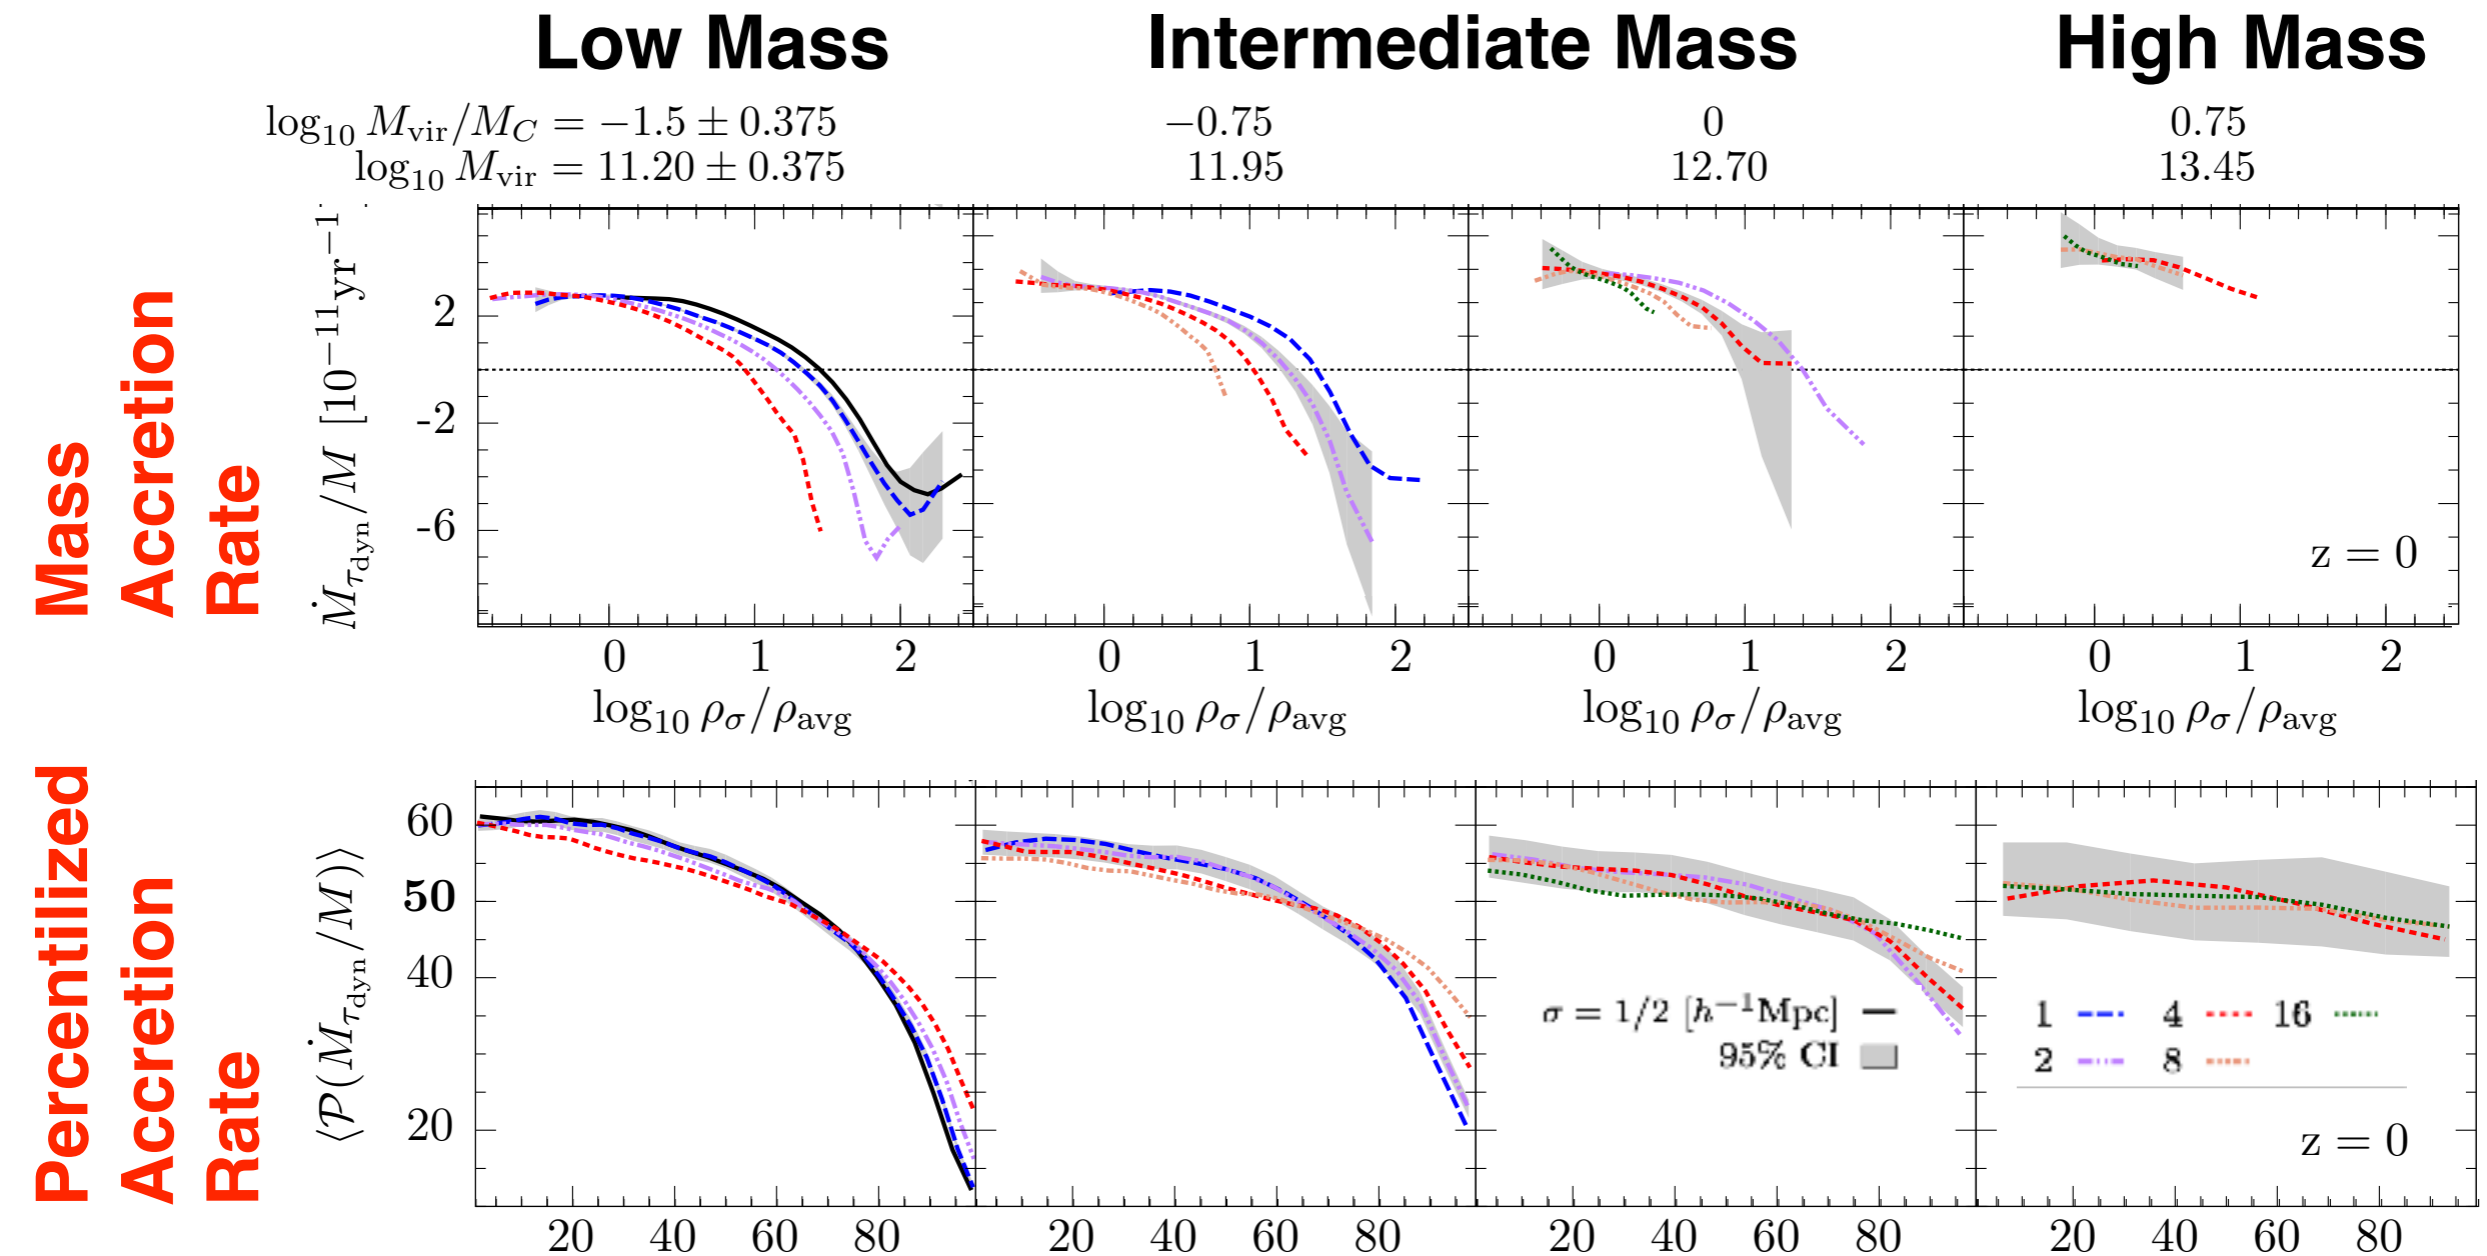 Low Mass Intermediate Mass High Mass
log₁₀ M_vir/M_C = −1.5 ± 0.375 −0.75 0 0.75
log₁₀ M_vir = 11.20 ± 0.375 11.95 12.70 13.45
Mass
Accretion
Rate
Ṁ_τdyn/M [10⁻¹¹yr⁻¹
2
-2
-6
z = 0
0 1 2 0 1 2 0 1 2 0 1 2
log₁₀ ρ_σ/ρ_avg log₁₀ ρ_σ/ρ_avg log₁₀ ρ_σ/ρ_avg log₁₀ ρ_σ/ρ_avg
Percentilized
Accretion
Rate
⟨𝒫(Ṁ_τdyn/M)⟩
60
50
40
20
σ = 1/2 [h⁻¹Mpc]
95% CI
1 4 16
2 8
z = 0
20 40 60 80 20 40 60 80 20 40 60 80 20 40 60 80